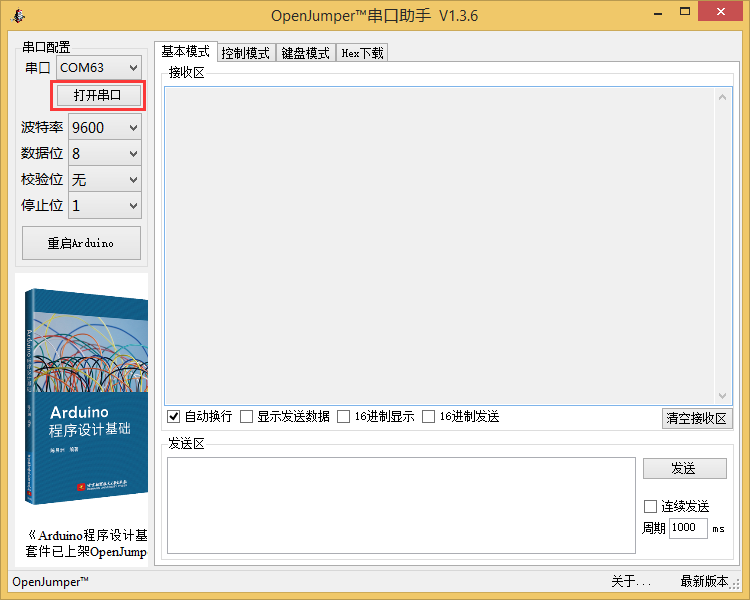 OpenJumper™串口助手 V1.3.6
串口配置
串口 COM63
打开串口
波特率 9600
数据位 8
校验位 无
停止位 1
重启Arduino
Arduino
程序设计基础
《Arduino程序设计基
套件已上架OpenJump
基本模式 控制模式 键盘模式 Hex下载
接收区
自动换行 显示发送数据 16进制显示 16进制发送 清空接收区
发送区
发送
连续发送
周期 1000 ms
OpenJumper™ 关于... 最新版本